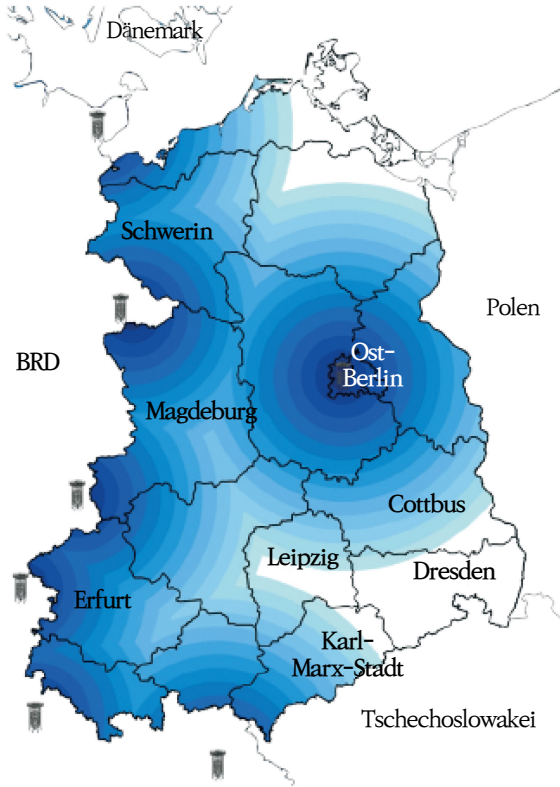 Dänemark
Schwerin
Polen
Ost-
Berlin
BRD
Magdeburg
Cottbus
Leipzig
Dresden
Erfurt
Karl-
Marx-Stadt
Tschechoslowakei